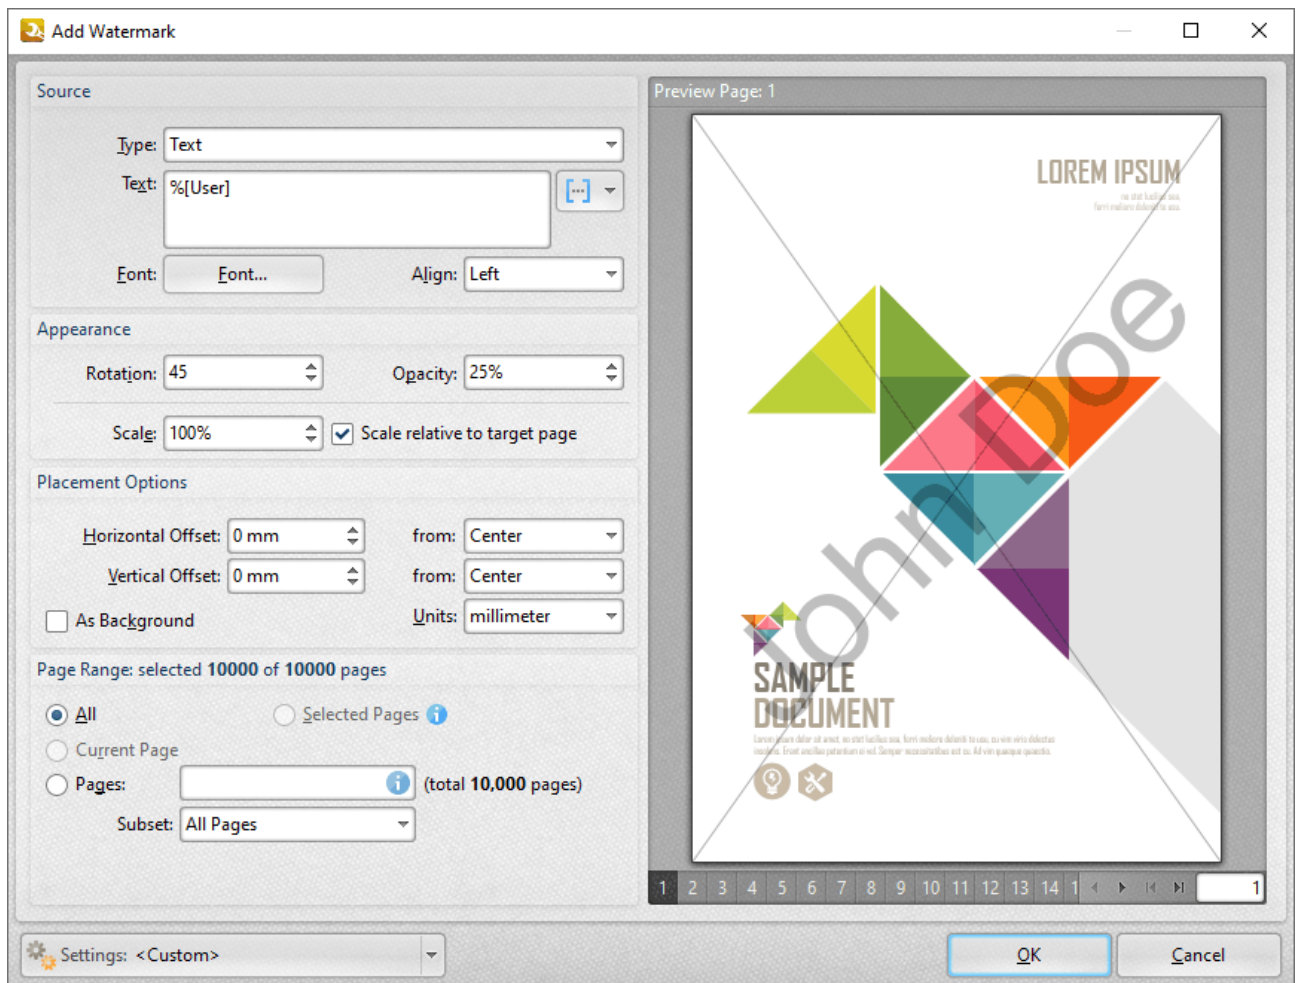 Add Watermark
Source
Type: Text
Text: %[User]
Font: Font... Align: Left
Appearance
Rotation: 45 Opacity: 25%
Scale: 100% Scale relative to target page
Placement Options
Horizontal Offset: 0 mm from: Center
Vertical Offset: 0 mm from: Center
As Background Units: millimeter
Page Range: selected 10000 of 10000 pages
All Selected Pages
Current Page
Pages: (total 10,000 pages)
Subset: All Pages
Preview Page: 1
LOREM IPSUM
John Doe
SAMPLE
DOCUMENT
1 2 3 4 5 6 7 8 9 10 11 12 13 14 1 1
Settings: <Custom> OK Cancel